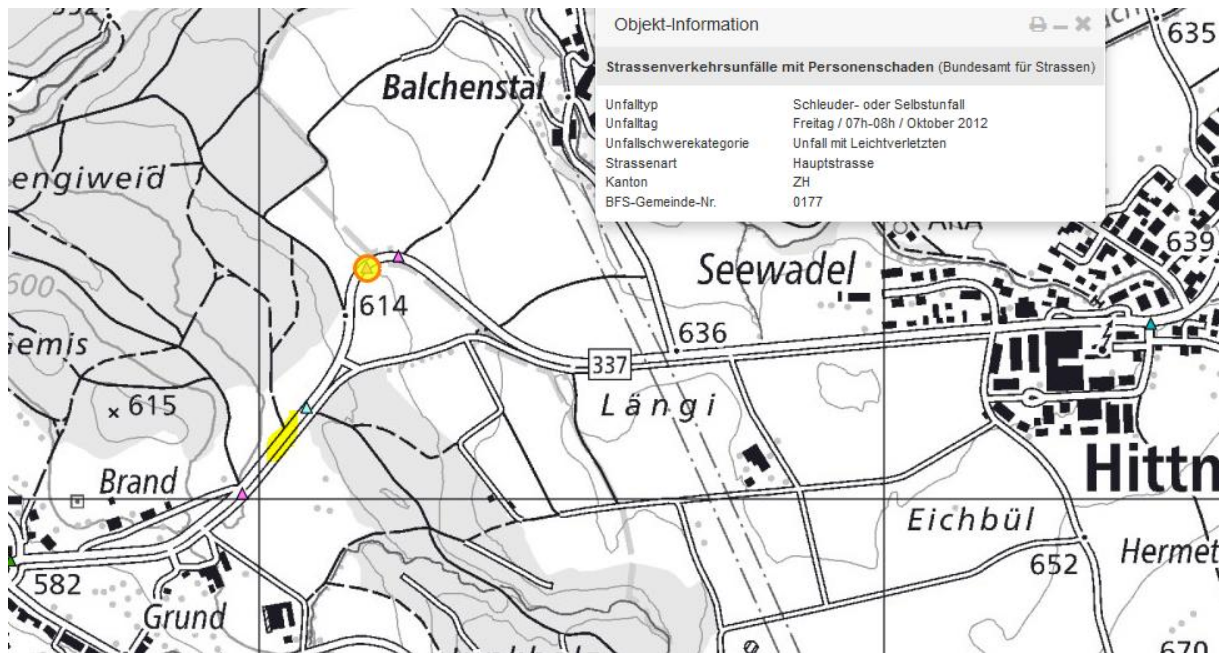 Objekt-Information
Strassenverkehrsunfälle mit Personenschaden (Bundesamt für Strassen)
Unfalltyp Schleuder- oder Selbstunfall
Unfalltag Freitag / 07h-08h / Oktober 2012
Unfallschwerekategorie Unfall mit Leichtverletzten
Strassenart Hauptstrasse
Kanton ZH
BFS-Gemeinde-Nr. 0177
635
Balchenstal
engiweid
ARA
639
Seewadel
600
614
636
emis
337
615
Längi
Brand
Hittn
Eichbül
582
652
Hermet
Grund
670